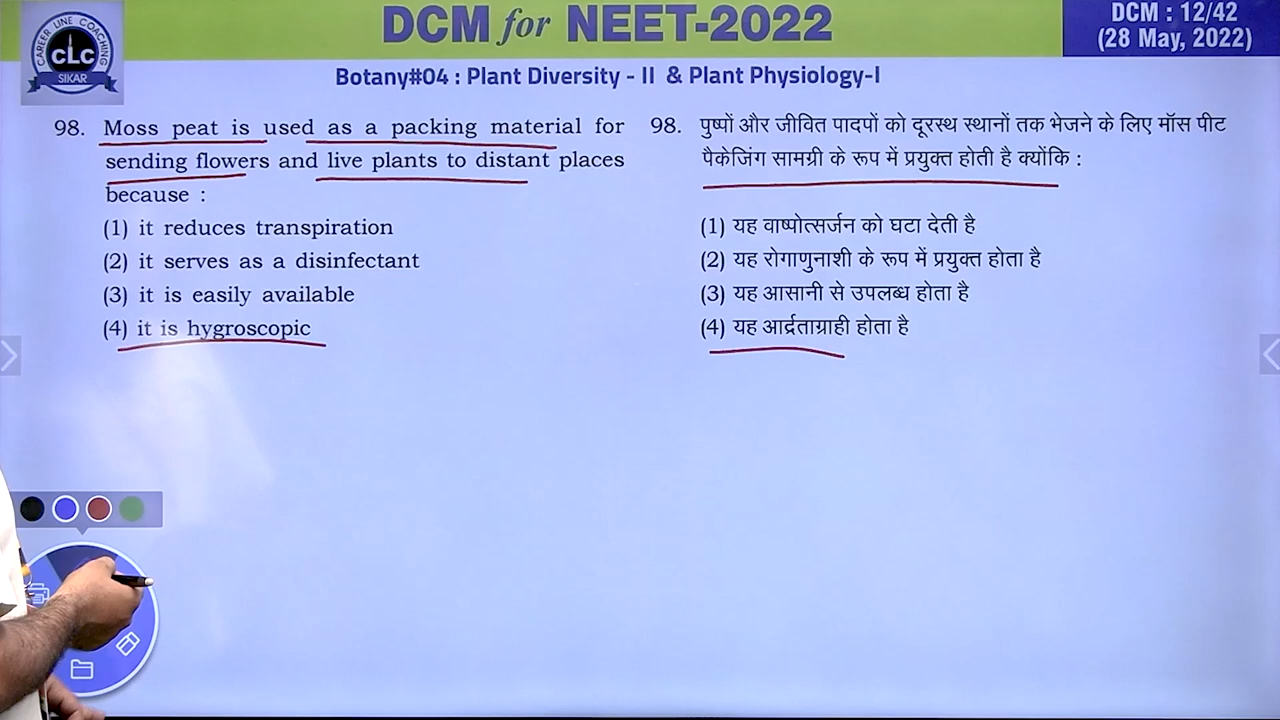 DCM for NEET-2022
DCM : 12/42
(28 May, 2022)
CAREER LINE COACHING
CLC
SIKAR
Botany#04 : Plant Diversity - II & Plant Physiology-I
98. Moss peat is used as a packing material for
sending flowers and live plants to distant places
because :
(1) it reduces transpiration
(2) it serves as a disinfectant
(3) it is easily available
(4) it is hygroscopic
98. पुष्पों और जीवित पादपों को दूरस्थ स्थानों तक भेजने के लिए मॉस पीट
पैकेजिंग सामग्री के रूप में प्रयुक्त होती है क्योंकि :
(1) यह वाष्पोत्सर्जन को घटा देती है
(2) यह रोगाणुनाशी के रूप में प्रयुक्त होता है
(3) यह आसानी से उपलब्ध होता है
(4) यह आर्द्रताग्राही होता है